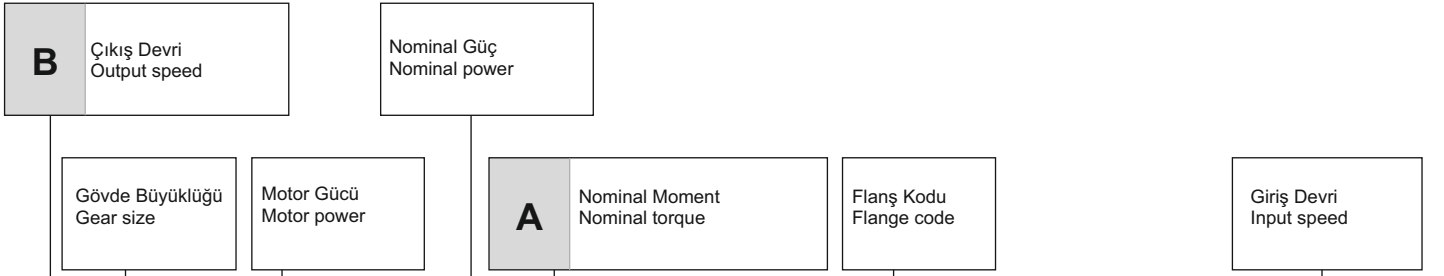 B
Çıkış Devri
Output speed
Nominal Güç
Nominal power
Gövde Büyüklüğü
Gear size
Motor Gücü
Motor power
A
Nominal Moment
Nominal torque
Flanş Kodu
Flange code
Giriş Devri
Input speed